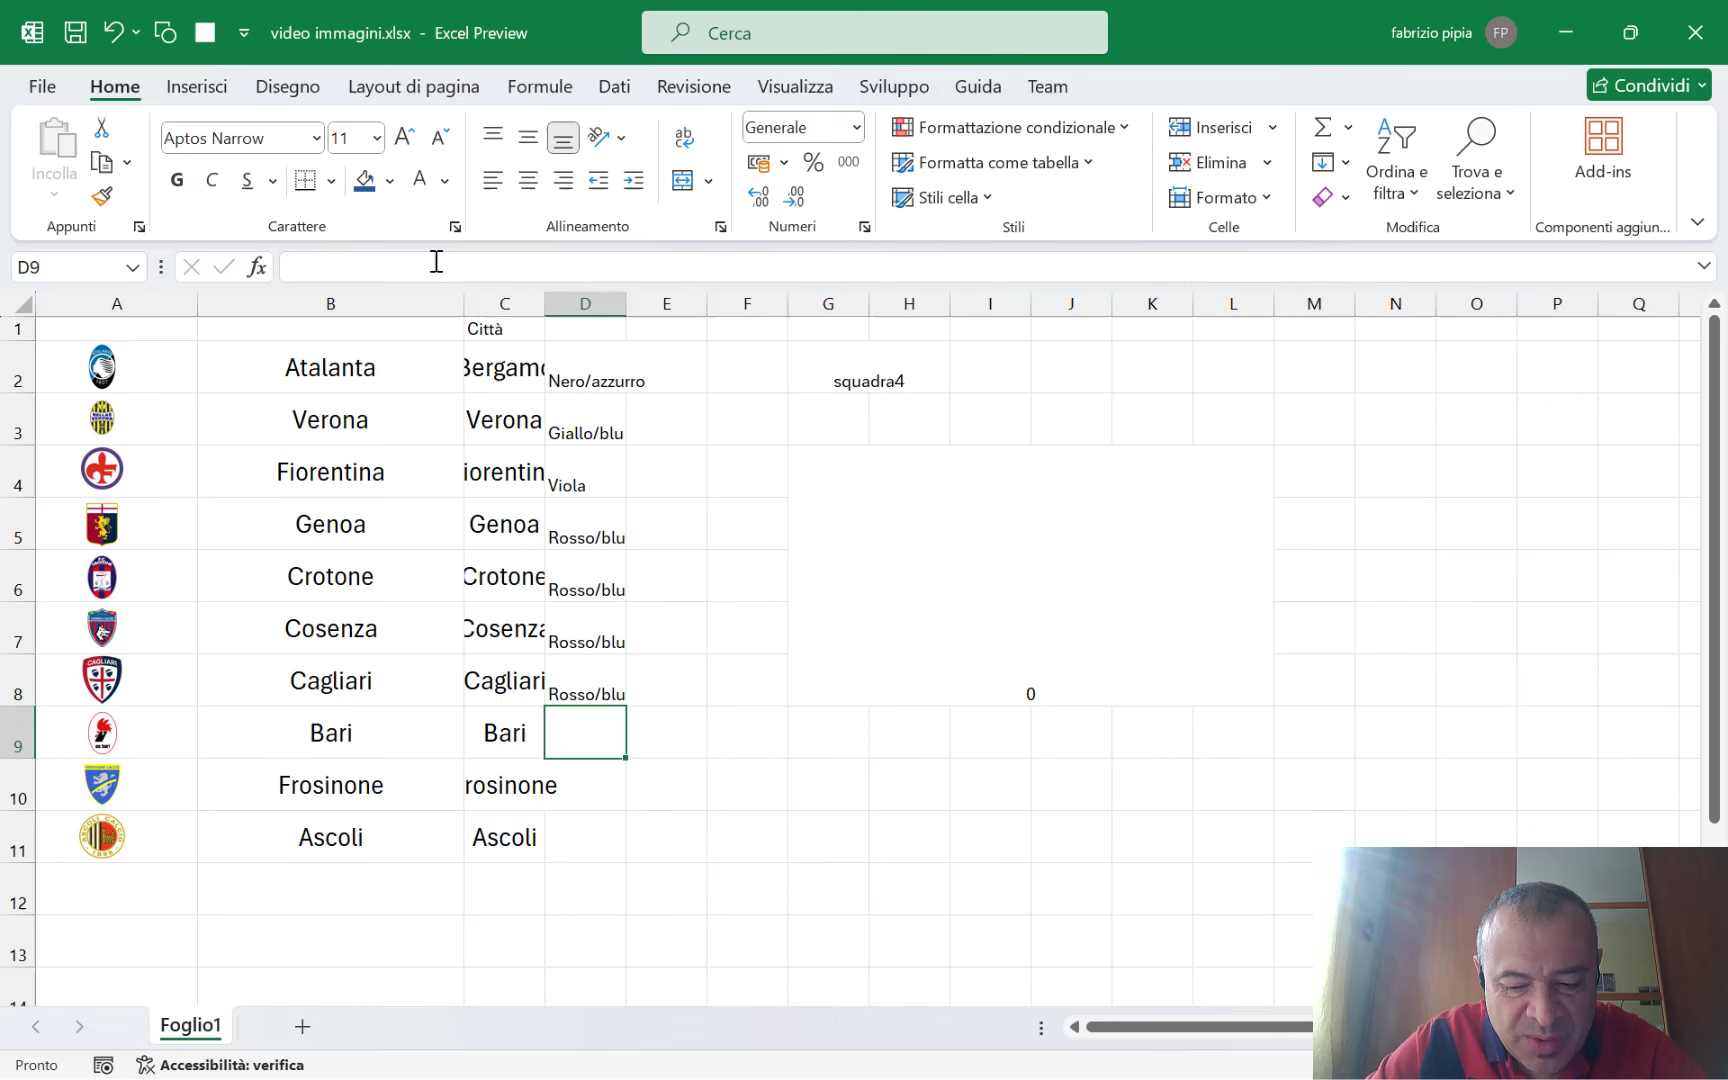 video immagini.xlsx - Excel Preview
Cerca
fabrizio pipia FP
File Home Inserisci Disegno Layout di pagina Formule Dati Revisione Visualizza Sviluppo Guida Team Condividi
Incolla
Appunti
Aptos Narrow 11
G C S A
Carattere
ab
Allineamento
Generale
% 000
Numeri
Formattazione condizionale
Formatta come tabella
Stili cella
Stili
Inserisci
Elimina
Formato
Celle
Ordina e filtra
Trova e seleziona
Modifica
Add-ins
Componenti aggiun...
D9 fx
A B C D E F G H I J K L M N O P Q
1 Città
2 Atalanta Bergamo Nero/azzurro squadra4
3 Verona Verona Giallo/blu
4 Fiorentina iorentin Viola
5 Genoa Genoa Rosso/blu
6 Crotone Crotone Rosso/blu
7 Cosenza Cosenza Rosso/blu
8 Cagliari Cagliari Rosso/blu 0
9 Bari Bari
10 Frosinone rosinone
11 Ascoli Ascoli
12
13
14
Foglio1
Pronto Accessibilità: verifica